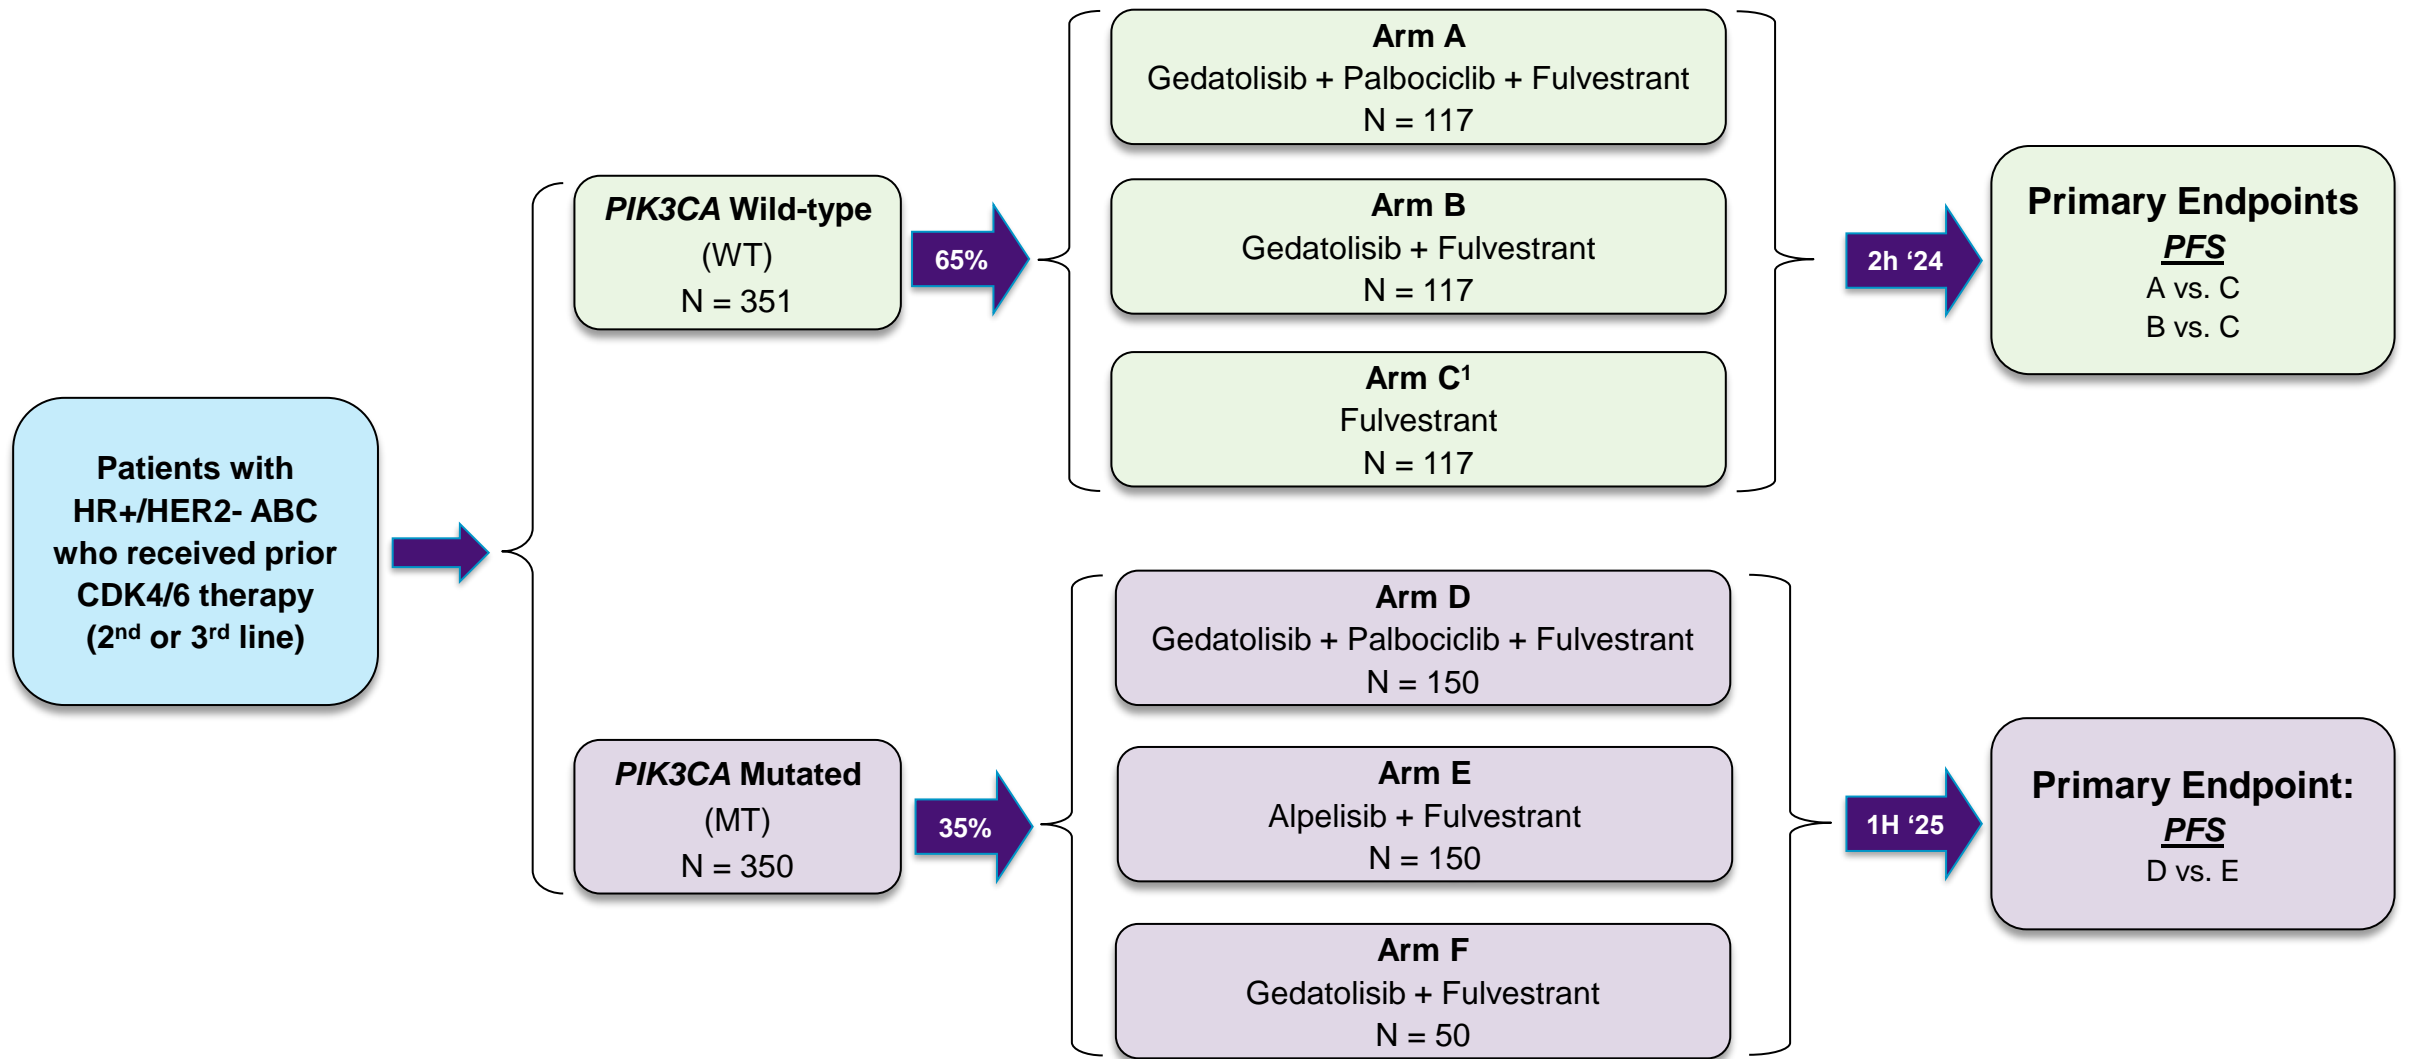 Patients with
HR+/HER2- ABC
who received prior
CDK4/6 therapy
(2nd or 3rd line)
PIK3CA Wild-type
(WT)
N = 351
65%
Arm A
Gedatolisib + Palbociclib + Fulvestrant
N = 117
Arm B
Gedatolisib + Fulvestrant
N = 117
Arm C¹
Fulvestrant
N = 117
2h ‘24
Primary Endpoints
PFS
A vs. C
B vs. C
PIK3CA Mutated
(MT)
N = 350
35%
Arm D
Gedatolisib + Palbociclib + Fulvestrant
N = 150
Arm E
Alpelisib + Fulvestrant
N = 150
Arm F
Gedatolisib + Fulvestrant
N = 50
1H ‘25
Primary Endpoint:
PFS
D vs. E